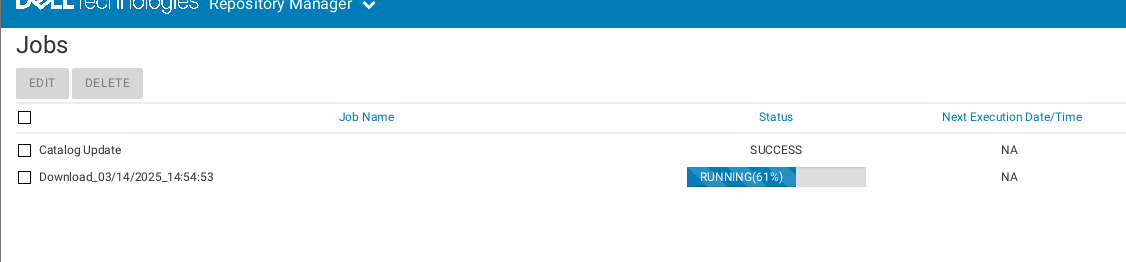 DELL Technologies Repository Manager
Jobs
EDIT DELETE
Job Name Status Next Execution Date/Time
Catalog Update SUCCESS NA
Download_03/14/2025_14:54:53 RUNNING(61%) NA